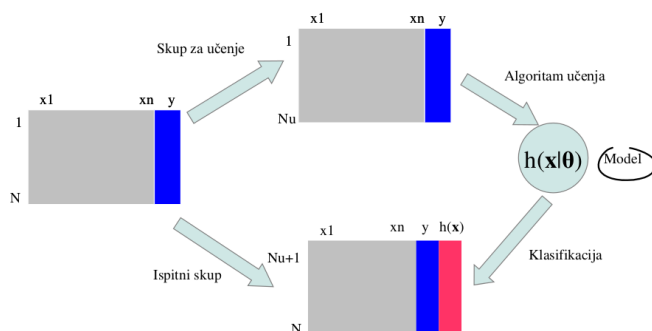 x1 xn y
1
Nu
Skup za učenje
Algoritam učenja
x1 xn y
1
N
h(x|θ)
Model
x1 xn y h(x)
Nu+1
N
Ispitni skup
Klasifikacija